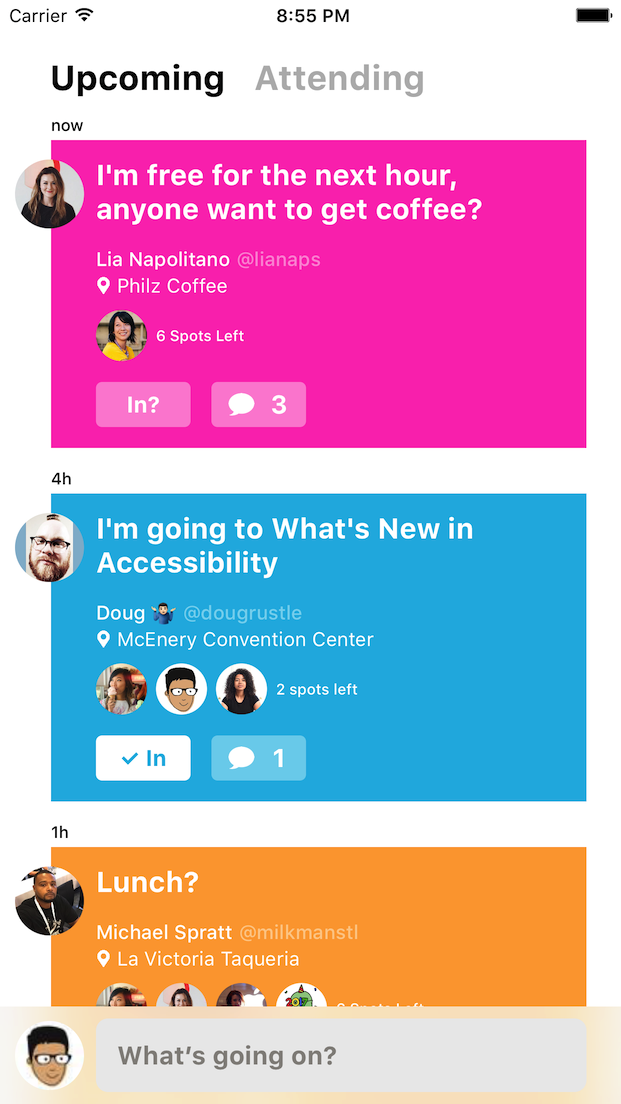 Carrier 8:55 PM
Upcoming Attending
now
I'm free for the next hour,
anyone want to get coffee?
Lia Napolitano @lianaps
Philz Coffee
6 Spots Left
In? 3
4h
I'm going to What's New in
Accessibility
Doug 🤷🏻‍♂️ @dougrustle
McEnery Convention Center
2 spots left
In 1
1h
Lunch?
Michael Spratt @milkmanstl
La Victoria Taqueria
Spots Left
What’s going on?